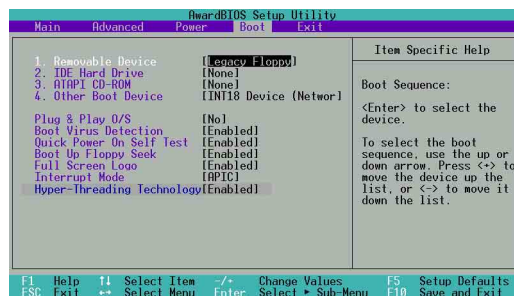 AwardBIOS Setup Utility
Main Advanced Power Boot Exit
Item Specific Help
1. Removable Device [Legacy Floppy]
2. IDE Hard Drive [None]
3. ATAPI CD-ROM [None]
4. Other Boot Device [INT18 Device (Networ]
Plug & Play O/S [No]
Boot Virus Detection [Enabled]
Quick Power On Self Test [Enabled]
Boot Up Floppy Seek [Enabled]
Full Screen Logo [Enabled]
Interrupt Mode [APIC]
Hyper-Threading Technology[Enabled]
Boot Sequence:
<Enter> to select the
device.
To select the boot
sequence, use the up or
down arrow. Press <+> to
move the device up the
list, or <-> to move it
down the list.
F1 Help ↑↓ Select Item -/+ Change Values F5 Setup Defaults
ESC Exit ←→ Select Menu Enter Select ► Sub-Menu F10 Save and Exit